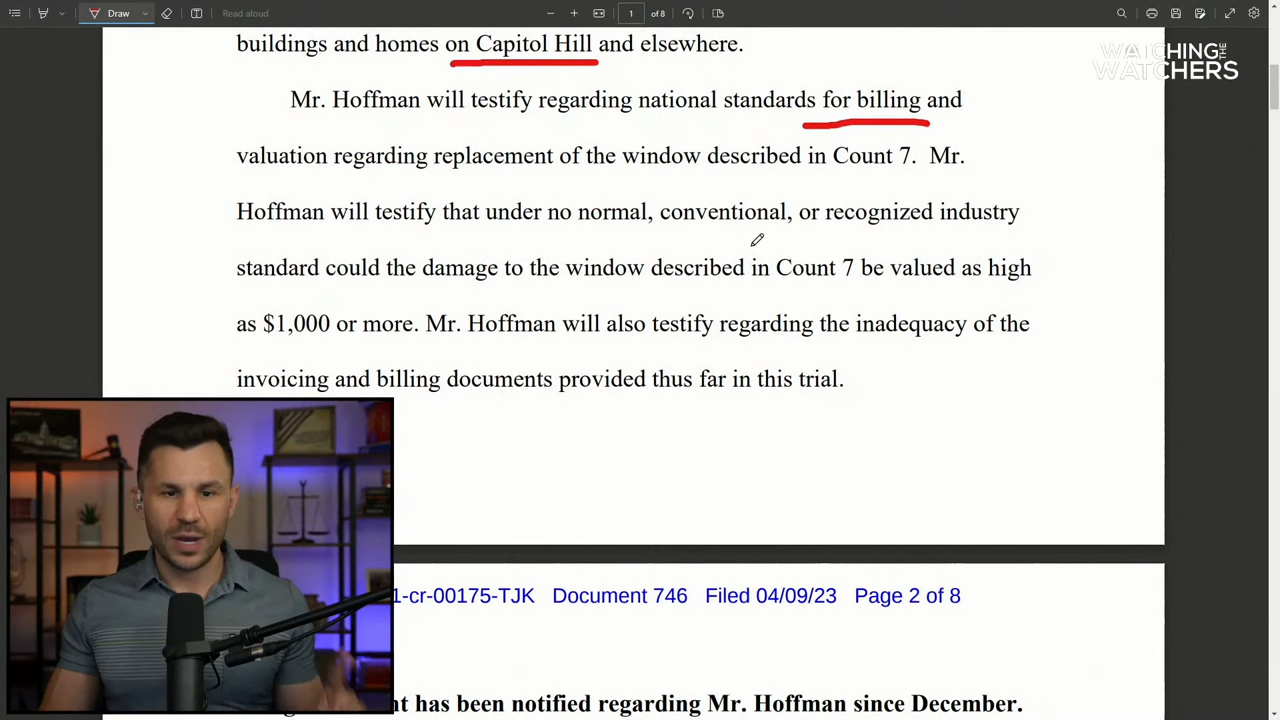 Draw
Read aloud
1
of 8
buildings and homes on Capitol Hill and elsewhere.
WATCHING THE
WATCHERS
Mr. Hoffman will testify regarding national standards for billing and
valuation regarding replacement of the window described in Count 7.  Mr.
Hoffman will testify that under no normal, conventional, or recognized industry
standard could the damage to the window described in Count 7 be valued as high
as $1,000 or more. Mr. Hoffman will also testify regarding the inadequacy of the
invoicing and billing documents provided thus far in this trial.
1-cr-00175-TJK   Document 746   Filed 04/09/23   Page 2 of 8
has been notified regarding Mr. Hoffman since December.